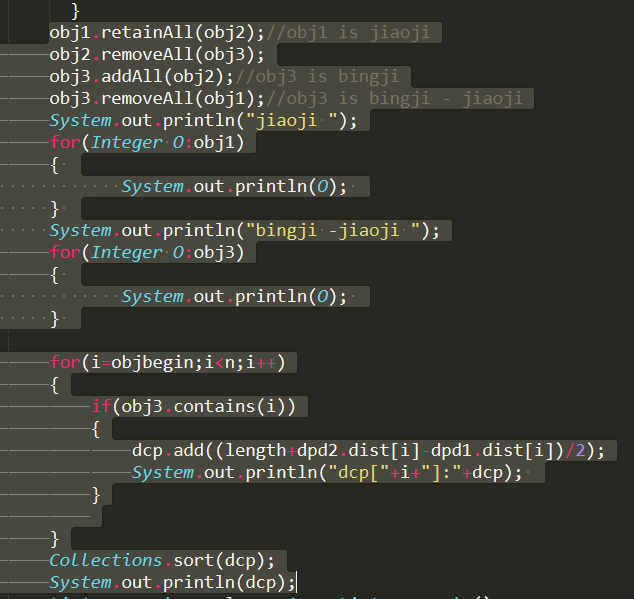 }
obj1.retainAll(obj2);//obj1 is jiaoji
obj2.removeAll(obj3);
obj3.addAll(obj2);//obj3 is bingji
obj3.removeAll(obj1);//obj3 is bingji - jiaoji
System.out.println("jiaoji ");
for(Integer O:obj1)
{
System.out.println(O);
}
System.out.println("bingji -jiaoji ");
for(Integer O:obj3)
{
System.out.println(O);
}
for(i=objbegin;i<n;i++)
{
if(obj3.contains(i))
{
dcp.add((length+dpd2.dist[i]-dpd1.dist[i])/2);
System.out.println("dcp["+i+"]:"+dcp);
}
}
Collections.sort(dcp);
System.out.println(dcp);